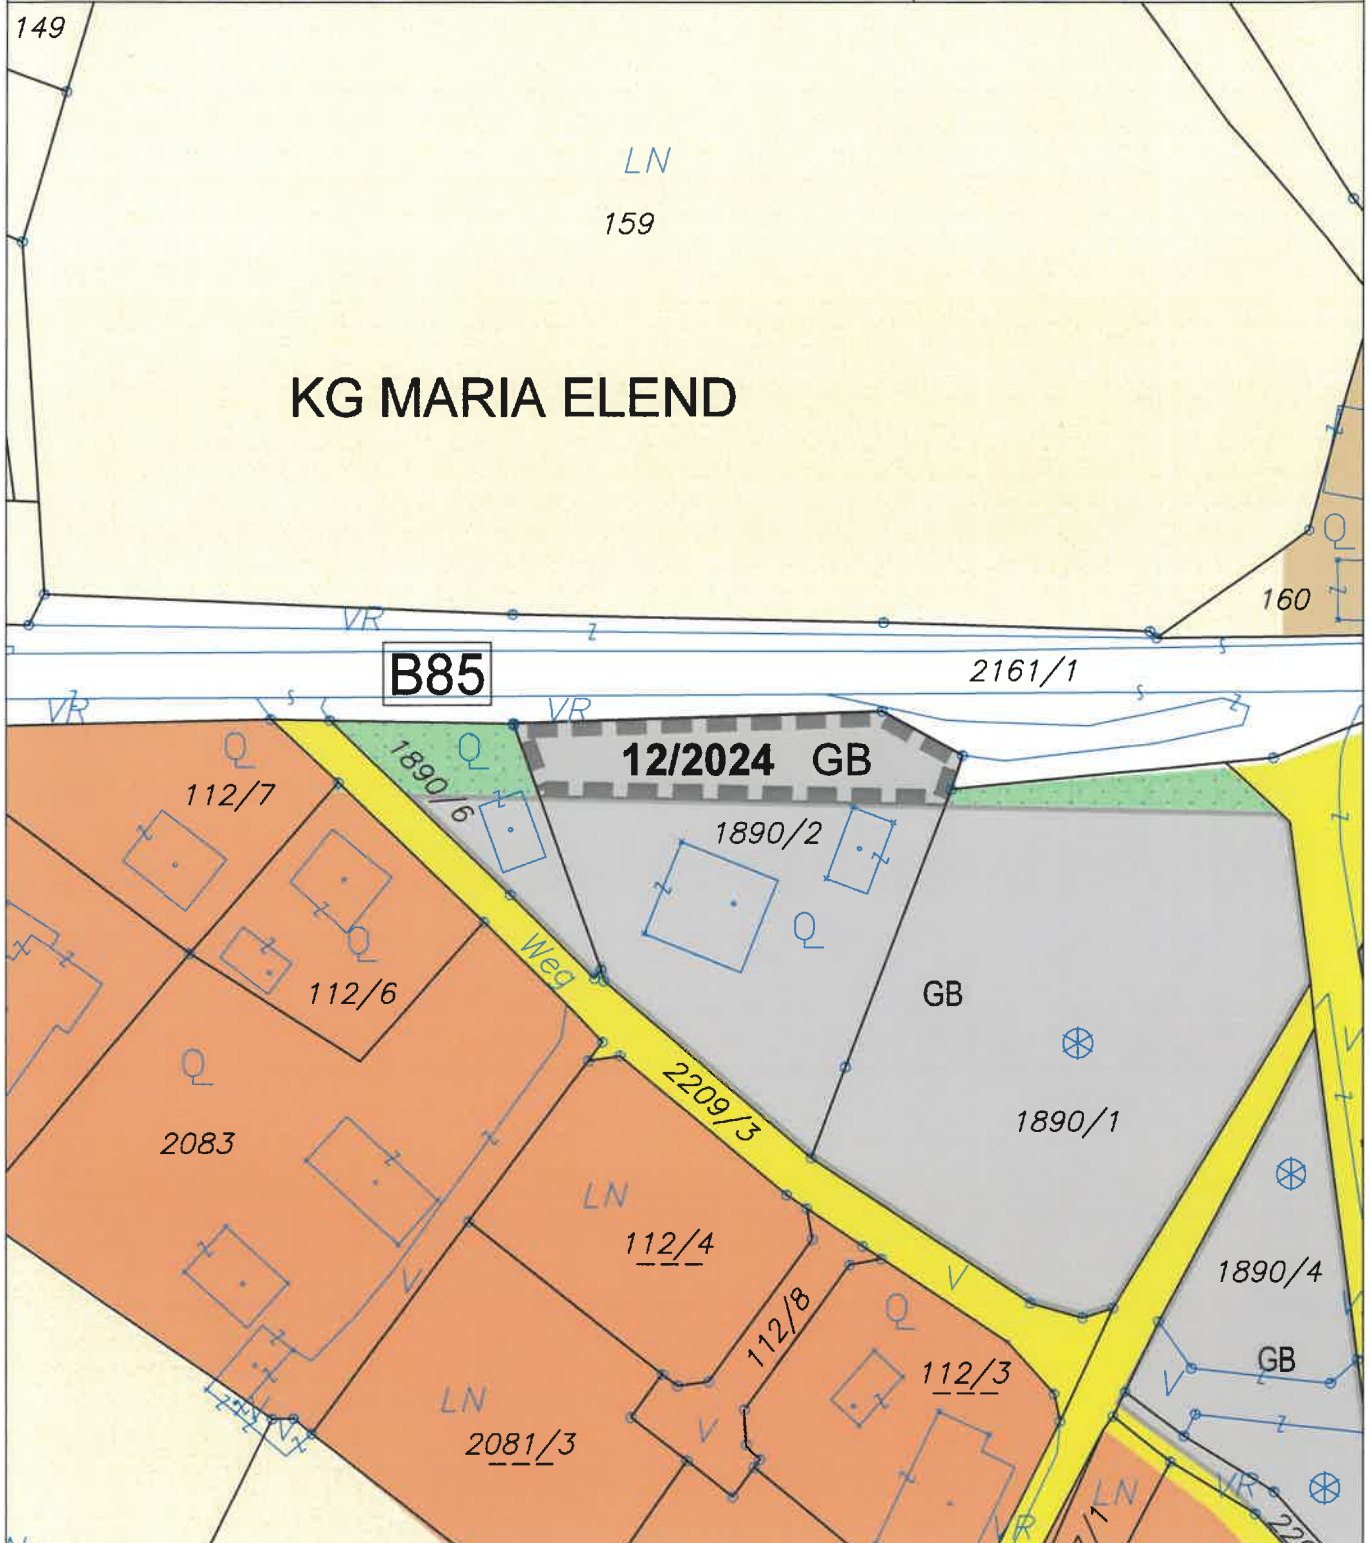 149
LN
159
KG MARIA ELEND
Q
160
VR
B85
2161/1
VR
VR
Q
Q
12/2024 GB
112/7
1890/6
1890/2
Q
Q
Weg
112/6
GB
Q
2209/3
1890/1
2083
LN
112/4
V
1890/4
V
112/8
Q
GB
112/3
V
LN
V
2081/3
V
LN
VR
VR